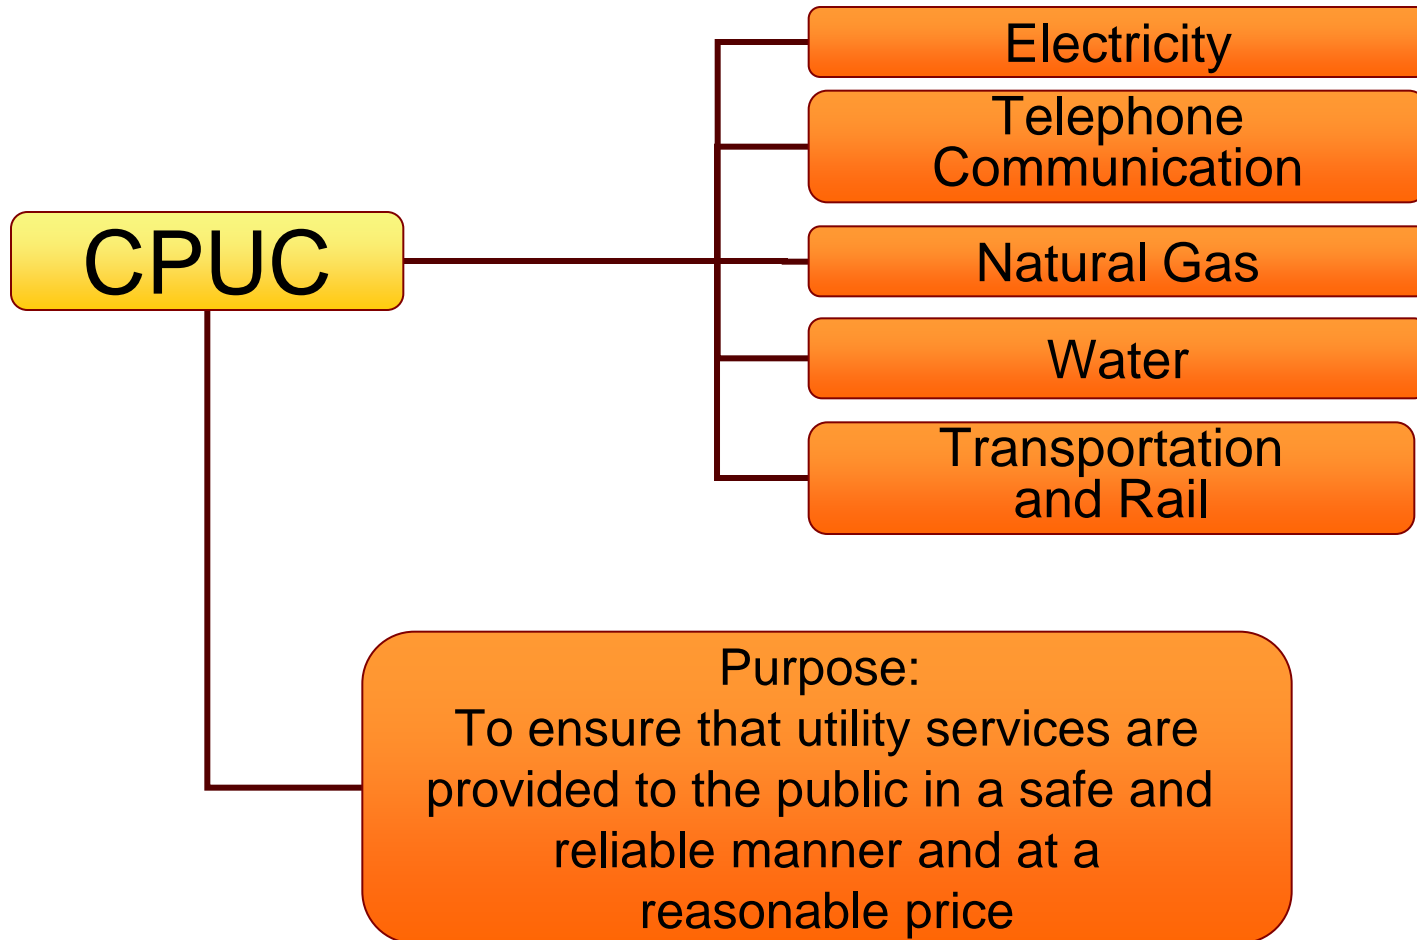 CPUC
Electricity
Telephone
Communication
Natural Gas
Water
Transportation
and Rail
Purpose:
To ensure that utility services are
provided to the public in a safe and
reliable manner and at a
reasonable price